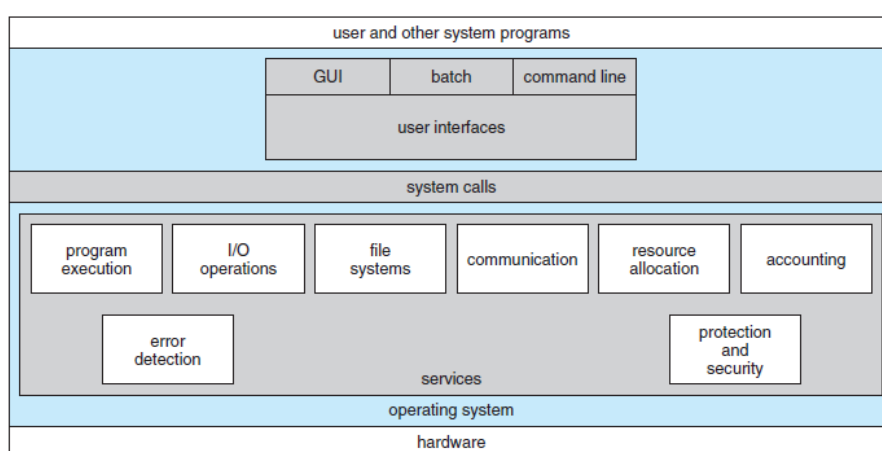 user and other system programs
GUI
batch
command line
user interfaces
system calls
program
execution
I/O
operations
file
systems
communication
resource
allocation
accounting
error
detection
protection
and
security
services
operating system
hardware